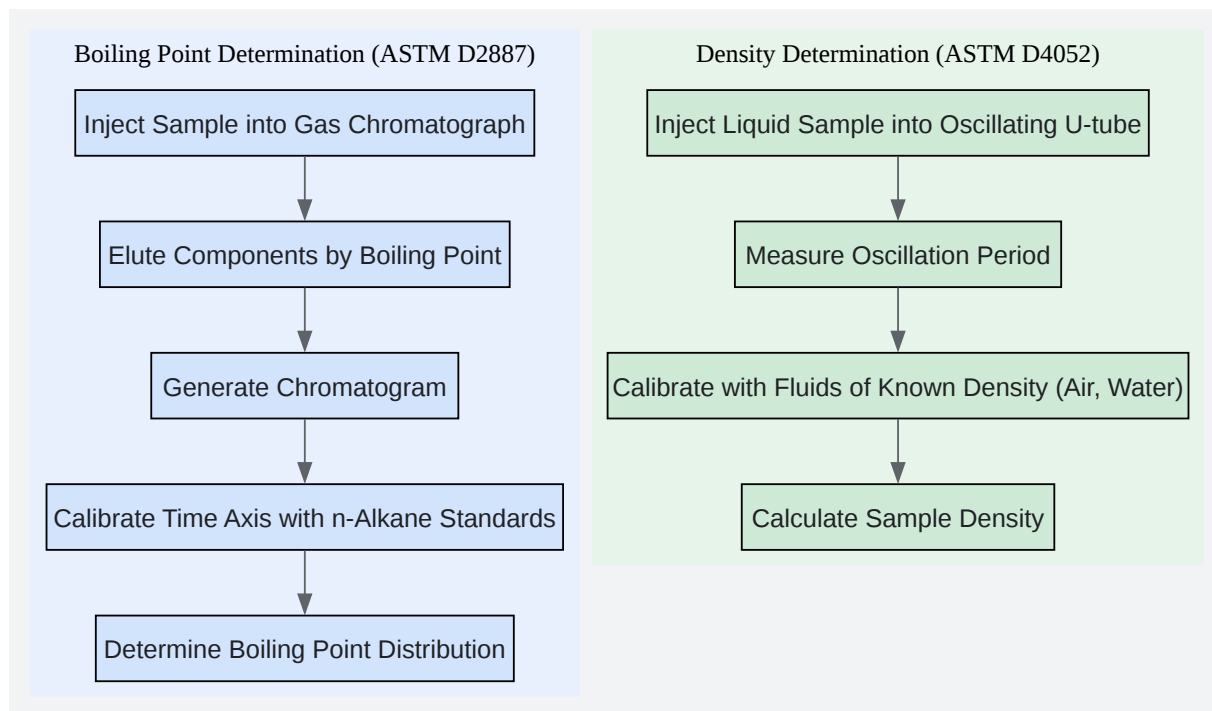 Boiling Point Determination (ASTM D2887)
Inject Sample into Gas Chromatograph
Elute Components by Boiling Point
Generate Chromatogram
Calibrate Time Axis with n-Alkane Standards
Determine Boiling Point Distribution
Density Determination (ASTM D4052)
Inject Liquid Sample into Oscillating U-tube
Measure Oscillation Period
Calibrate with Fluids of Known Density (Air, Water)
Calculate Sample Density